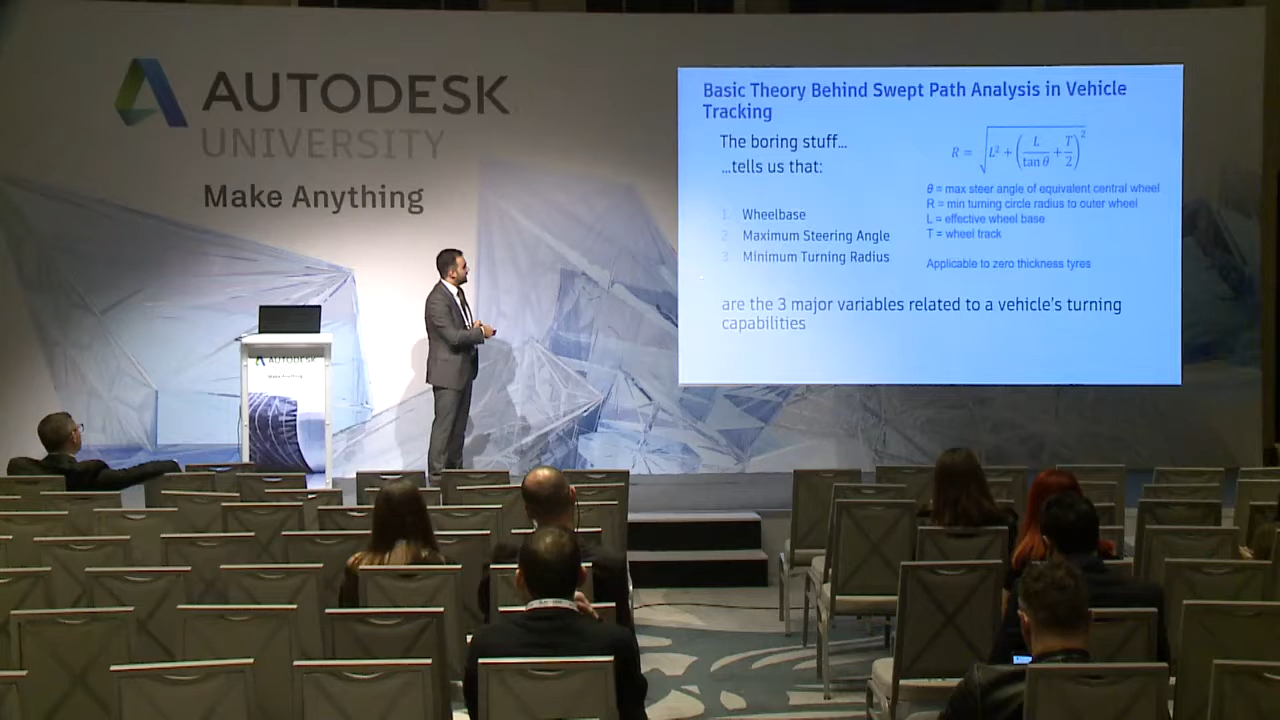 AUTODESK
UNIVERSITY
Make Anything
AUTODESK
Make Anything
Basic Theory Behind Swept Path Analysis in Vehicle
Tracking
The boring stuff...
...tells us that:
R = √(L² + (L/tan θ + T/2)²)
θ = max steer angle of equivalent central wheel
R = min turning circle radius to outer wheel
L = effective wheel base
T = wheel track
Applicable to zero thickness tyres
1. Wheelbase
2. Maximum Steering Angle
3. Minimum Turning Radius
are the 3 major variables related to a vehicle's turning
capabilities